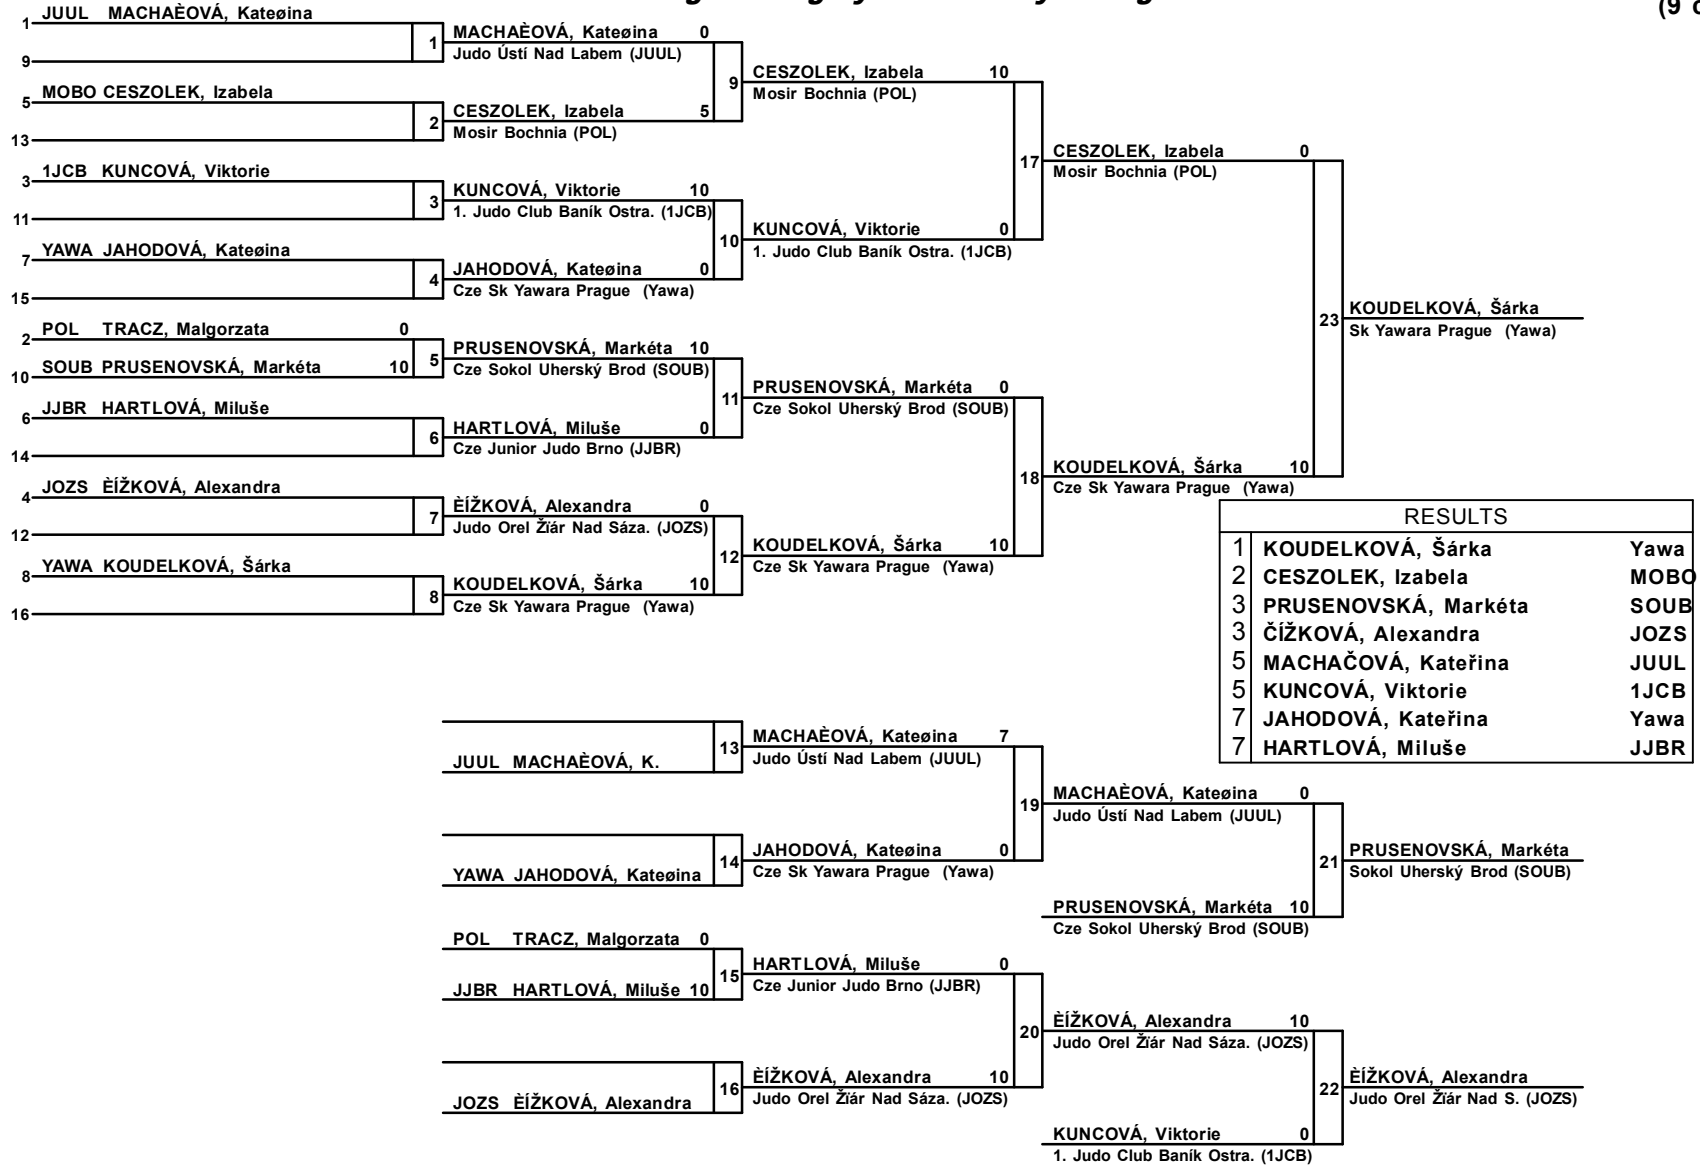 (9 c
1 JUUL MACHAÈOVÁ, Kateøina
9
1
MACHAÈOVÁ, Kateøina 0
Judo Ústí Nad Labem (JUUL)
5 MOBO CESZOLEK, Izabela
13
2
CESZOLEK, Izabela 5
Mosir Bochnia (POL)
9
CESZOLEK, Izabela 10
Mosir Bochnia (POL)
3 1JCB KUNCOVÁ, Viktorie
11
3
KUNCOVÁ, Viktorie 10
1. Judo Club Baník Ostra. (1JCB)
7 YAWA JAHODOVÁ, Kateøina
15
4
JAHODOVÁ, Kateøina 0
Cze Sk Yawara Prague (Yawa)
10
KUNCOVÁ, Viktorie 0
1. Judo Club Baník Ostra. (1JCB)
17
CESZOLEK, Izabela 0
Mosir Bochnia (POL)
2 POL TRACZ, Malgorzata 0
10 SOUB PRUSENOVSKÁ, Markéta 10
5
PRUSENOVSKÁ, Markéta 10
Cze Sokol Uherský Brod (SOUB)
6 JJBR HARTLOVÁ, Miluše
14
6
HARTLOVÁ, Miluše 0
Cze Junior Judo Brno (JJBR)
11
PRUSENOVSKÁ, Markéta 0
Cze Sokol Uherský Brod (SOUB)
4 JOZS ÈÍŽKOVÁ, Alexandra
12
7
ÈÍŽKOVÁ, Alexandra 0
Judo Orel Žïár Nad Sáza. (JOZS)
8 YAWA KOUDELKOVÁ, Šárka
16
8
KOUDELKOVÁ, Šárka 10
Cze Sk Yawara Prague (Yawa)
12
KOUDELKOVÁ, Šárka 10
Cze Sk Yawara Prague (Yawa)
18
KOUDELKOVÁ, Šárka 10
Cze Sk Yawara Prague (Yawa)
23
KOUDELKOVÁ, Šárka
Sk Yawara Prague (Yawa)
RESULTS
1 KOUDELKOVÁ, Šárka Yawa
2 CESZOLEK, Izabela MOBO
3 PRUSENOVSKÁ, Markéta SOUB
3 ČÍŽKOVÁ, Alexandra JOZS
5 MACHAČOVÁ, Kateřina JUUL
5 KUNCOVÁ, Viktorie 1JCB
7 JAHODOVÁ, Kateřina Yawa
7 HARTLOVÁ, Miluše JJBR
JUUL MACHAÈOVÁ, K.
13
MACHAÈOVÁ, Kateøina 7
Judo Ústí Nad Labem (JUUL)
YAWA JAHODOVÁ, Kateøina
14
JAHODOVÁ, Kateøina 0
Cze Sk Yawara Prague (Yawa)
19
MACHAÈOVÁ, Kateøina 0
Judo Ústí Nad Labem (JUUL)
PRUSENOVSKÁ, Markéta 10
Cze Sokol Uherský Brod (SOUB)
21
PRUSENOVSKÁ, Markéta
Sokol Uherský Brod (SOUB)
POL TRACZ, Malgorzata 0
JJBR HARTLOVÁ, Miluše 10
15
HARTLOVÁ, Miluše 0
Cze Junior Judo Brno (JJBR)
JOZS ÈÍŽKOVÁ, Alexandra
16
ÈÍŽKOVÁ, Alexandra 10
Judo Orel Žïár Nad Sáza. (JOZS)
20
ÈÍŽKOVÁ, Alexandra 10
Judo Orel Žïár Nad Sáza. (JOZS)
KUNCOVÁ, Viktorie 0
1. Judo Club Baník Ostra. (1JCB)
22
ÈÍŽKOVÁ, Alexandra
Judo Orel Žïár Nad S. (JOZS)